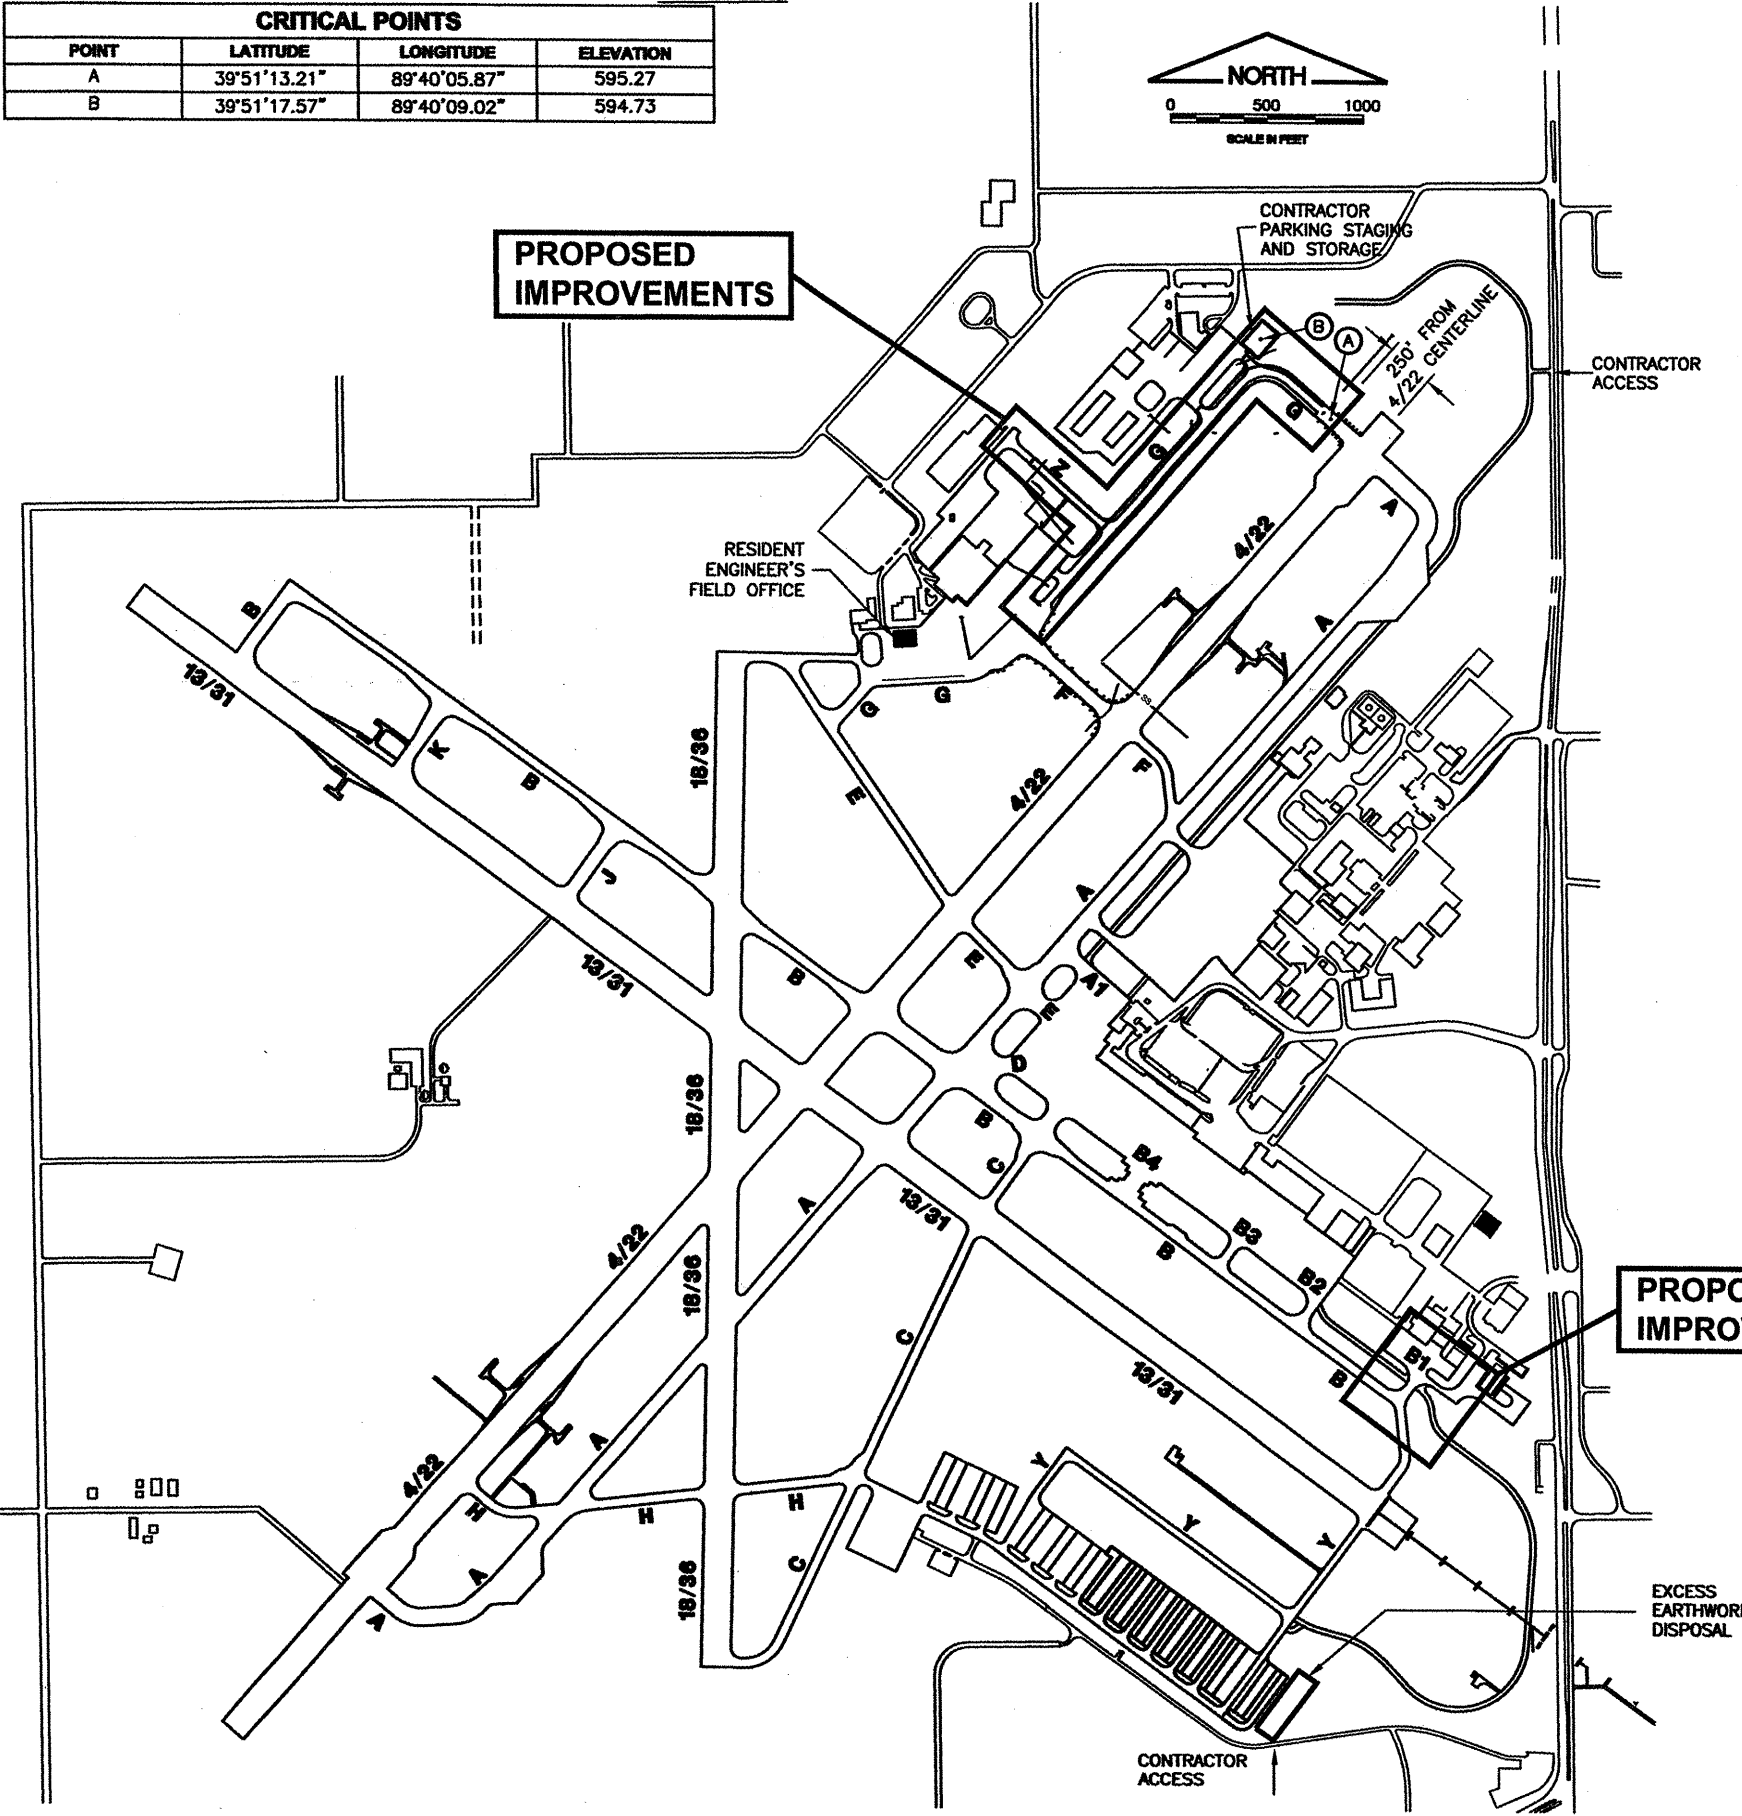 CRITICAL POINTS
POINT LATITUDE LONGITUDE ELEVATION
A 39°51'13.21" 89°40'05.87" 595.27
B 39°51'17.57" 89°40'09.02" 594.73
NORTH
0 500 1000
SCALE IN FEET
CONTRACTOR
PARKING STAGING
AND STORAGE
PROPOSED
IMPROVEMENTS
B
A
250' FROM
4/22 CENTERLINE
CONTRACTOR
ACCESS
G
Z
G
A
4/22
RESIDENT
ENGINEER'S
FIELD OFFICE
B
A
13/31
G
G
F
SS
18/36
K
B
E
4/22
F
J
A
13/31
B
E
A1
E
D
18/36
B
C
B4
A
13/31
B3
4/22
B
18/36
B2
PROPO
IMPRO
C
B1
13/31
B
A
4/22
Y
H
H
H
Y
Y
A
C
18/36
A
EXCESS
EARTHWOR
DISPOSAL
CONTRACTOR
ACCESS